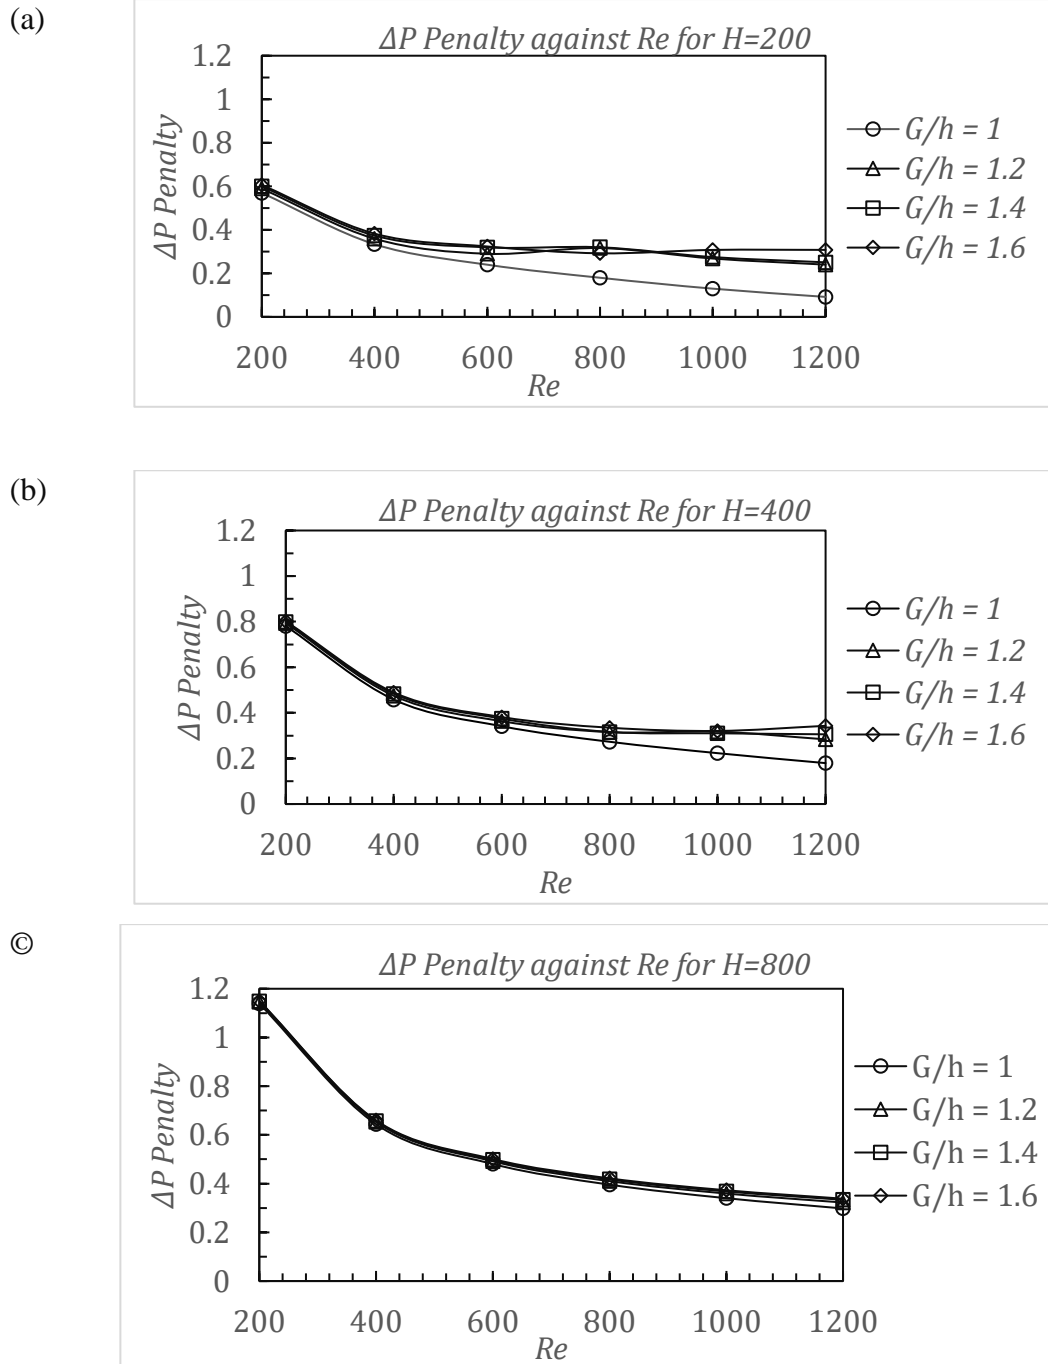 (a)
ΔP Penalty against Re for H=200
1.2
1
0.8
0.6
0.4
0.2
0
ΔP Penalty
200 400 600 800 1000 1200
Re
G/h = 1
G/h = 1.2
G/h = 1.4
G/h = 1.6
(b)
ΔP Penalty against Re for H=400
1.2
1
0.8
0.6
0.4
0.2
0
ΔP Penalty
200 400 600 800 1000 1200
Re
G/h = 1
G/h = 1.2
G/h = 1.4
G/h = 1.6
©
ΔP Penalty against Re for H=800
1.2
1
0.8
0.6
0.4
0.2
0
ΔP Penalty
200 400 600 800 1000 1200
Re
G/h = 1
G/h = 1.2
G/h = 1.4
G/h = 1.6